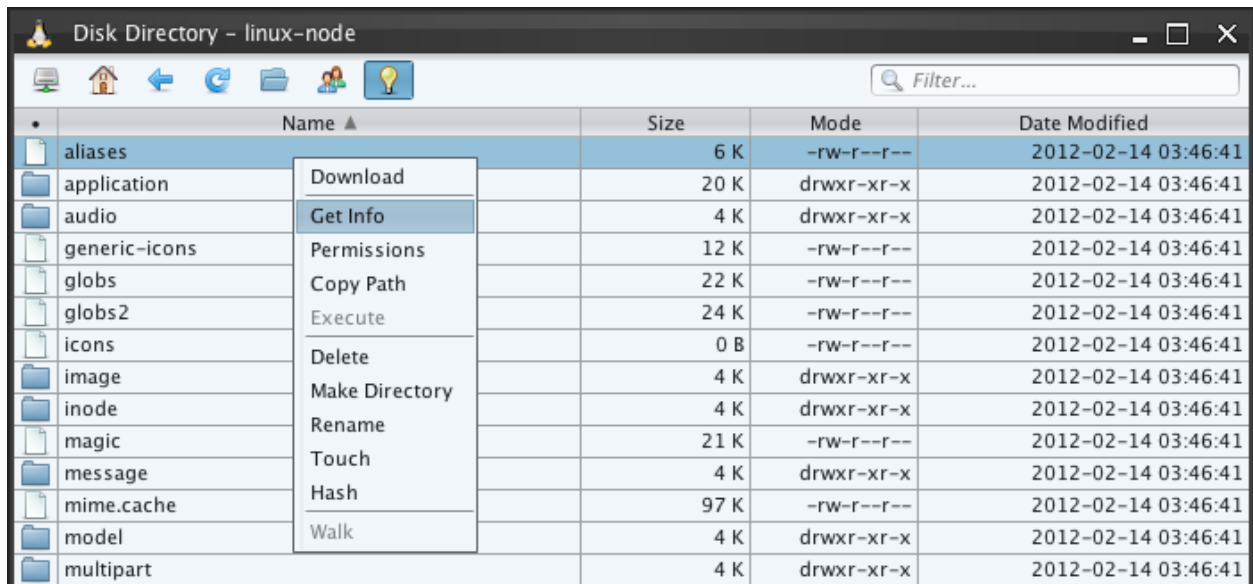 Disk Directory - linux-node
Filter...
• Name ▲ Size Mode Date Modified
aliases 6 K -rw-r--r-- 2012-02-14 03:46:41
application 20 K drwxr-xr-x 2012-02-14 03:46:41
audio 4 K drwxr-xr-x 2012-02-14 03:46:41
generic-icons 12 K -rw-r--r-- 2012-02-14 03:46:41
globs 22 K -rw-r--r-- 2012-02-14 03:46:41
globs2 24 K -rw-r--r-- 2012-02-14 03:46:41
icons 0 B -rw-r--r-- 2012-02-14 03:46:41
image 4 K drwxr-xr-x 2012-02-14 03:46:41
inode 4 K drwxr-xr-x 2012-02-14 03:46:41
magic 21 K -rw-r--r-- 2012-02-14 03:46:41
message 4 K drwxr-xr-x 2012-02-14 03:46:41
mime.cache 97 K -rw-r--r-- 2012-02-14 03:46:41
model 4 K drwxr-xr-x 2012-02-14 03:46:41
multipart 4 K drwxr-xr-x 2012-02-14 03:46:41
Download
Get Info
Permissions
Copy Path
Execute
Delete
Make Directory
Rename
Touch
Hash
Walk